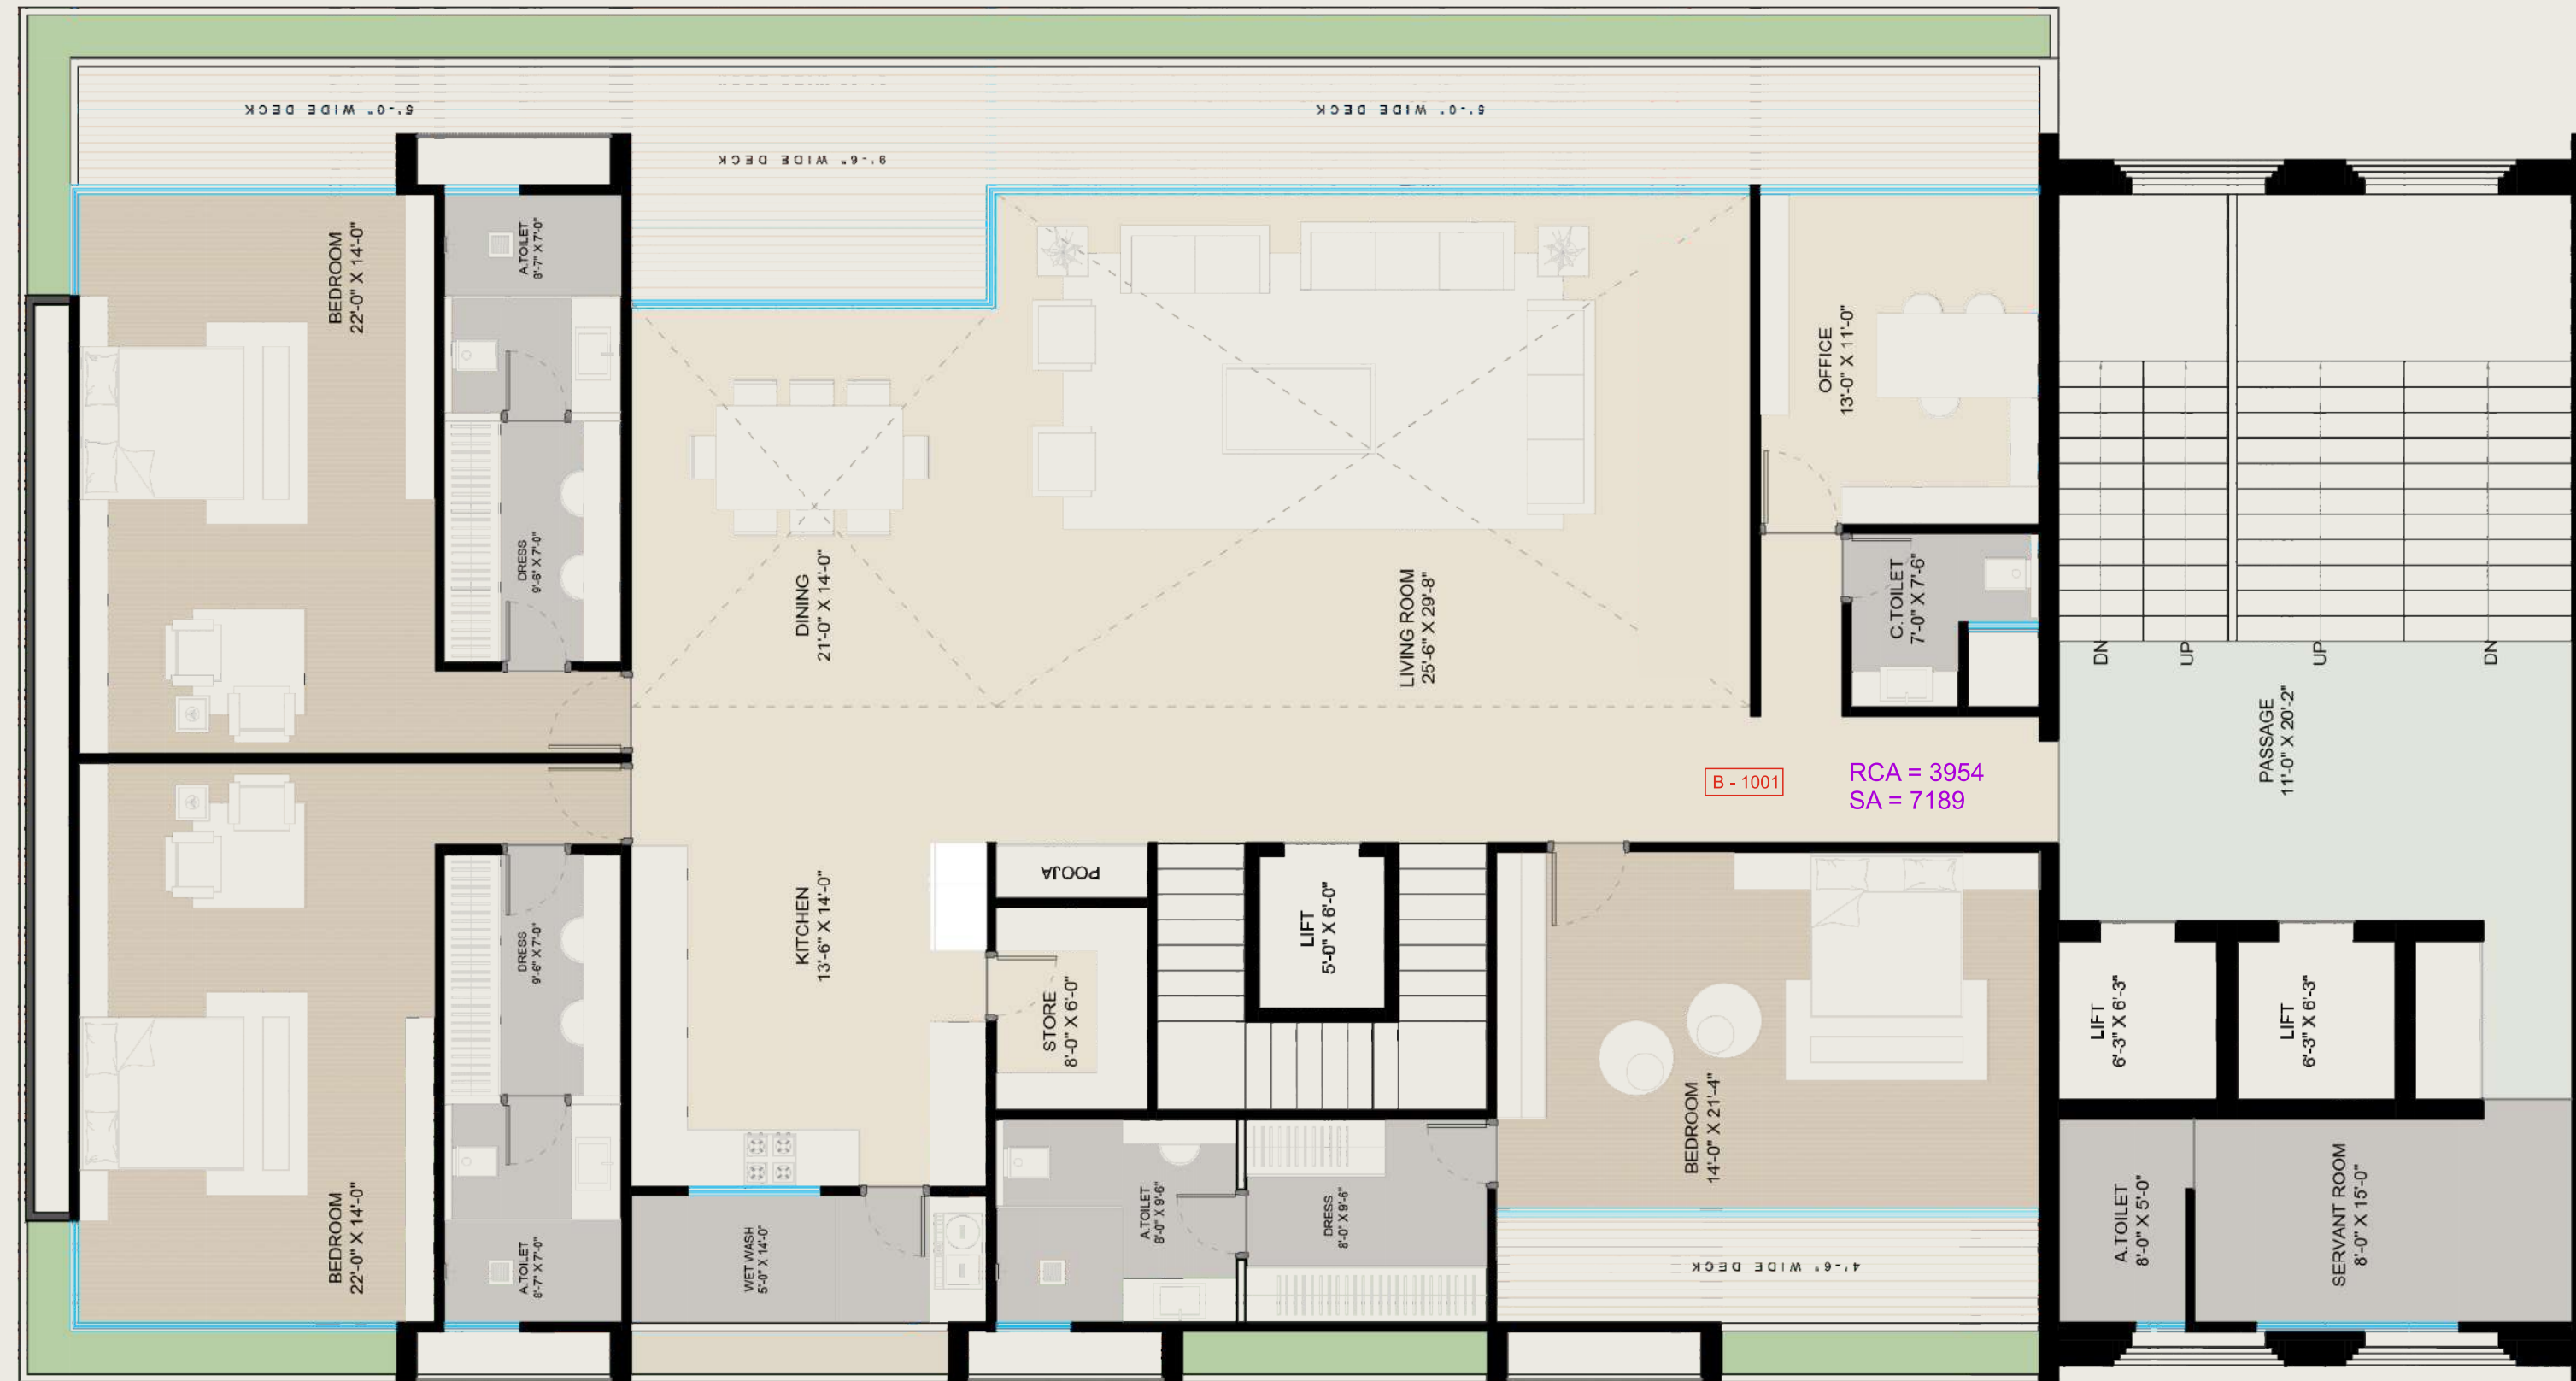 5'-0" WIDE DECK
5'-0" WIDE DECK
9'-6" WIDE DECK
BEDROOM
22'-0" X 14'-0"
A.TOILET
8'-7" X 7'-0"
DRESS
9'-6" X 7'-0"
DINING
21'-0" X 14'-0"
LIVING ROOM
25'-6" X 29'-8"
OFFICE
13'-0" X 11'-0"
C.TOILET
7'-0" X 7'-6"
DN
UP
UP
DN
PASSAGE
11'-0" X 20'-2"
B - 1001
RCA = 3954
SA = 7189
BEDROOM
22'-0" X 14'-0"
DRESS
9'-6" X 7'-0"
A.TOILET
8'-7" X 7'-0"
KITCHEN
13'-6" X 14'-0"
WET WASH
5'-0" X 14'-0"
POOJA
STORE
8'-0" X 6'-0"
LIFT
5'-0" X 6'-0"
A.TOILET
8'-0" X 9'-6"
DRESS
8'-0" X 9'-6"
BEDROOM
14'-0" X 21'-4"
4'-6" WIDE DECK
LIFT
6'-3" X 6'-3"
LIFT
6'-3" X 6'-3"
A.TOILET
8'-0" X 5'-0"
SERVANT ROOM
8'-0" X 15'-0"